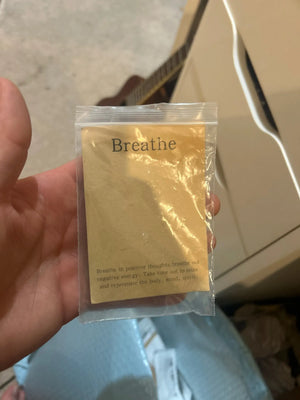 Breathe
Breathe in positive thoughts, breathe out
negative energy. Take time out to relax
and rejuvenate the body, mind, spirit.